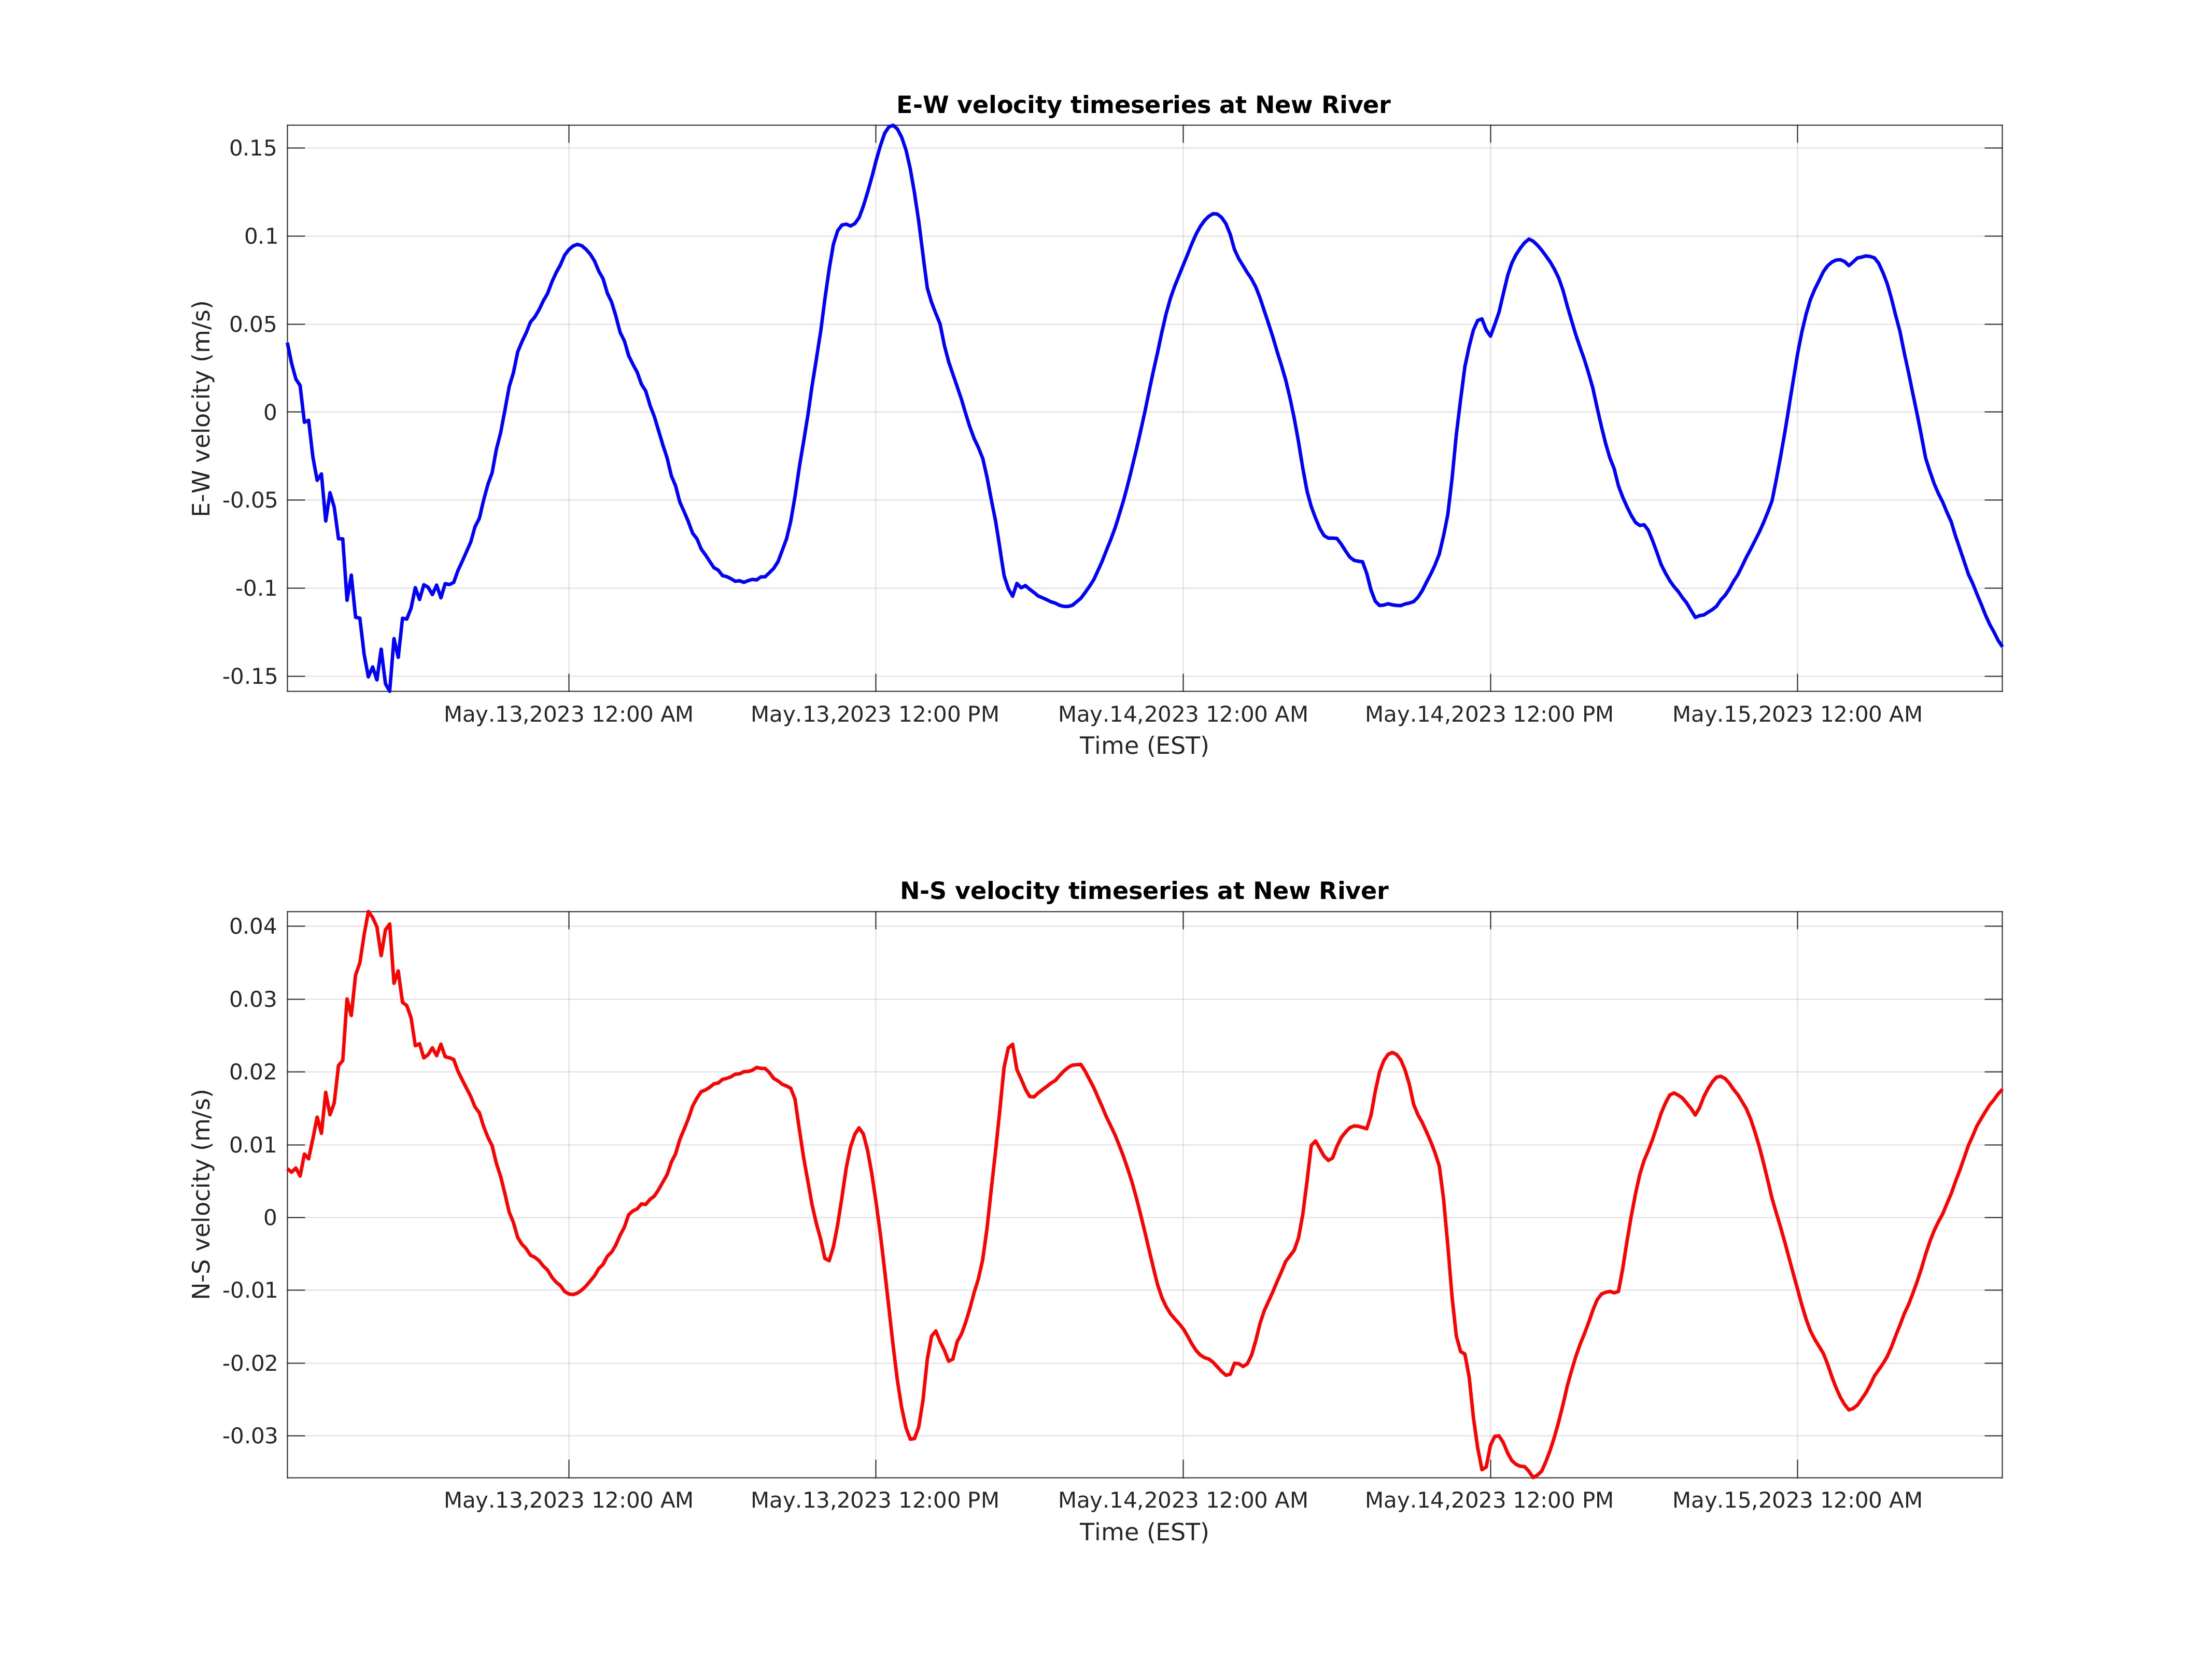 E-W velocity timeseries at New River
E-W velocity (m/s)
0.15
0.1
0.05
0
-0.05
-0.1
-0.15
May.13,2023 12:00 AM
May.13,2023 12:00 PM
May.14,2023 12:00 AM
May.14,2023 12:00 PM
May.15,2023 12:00 AM
Time (EST)
N-S velocity timeseries at New River
N-S velocity (m/s)
0.04
0.03
0.02
0.01
0
-0.01
-0.02
-0.03
May.13,2023 12:00 AM
May.13,2023 12:00 PM
May.14,2023 12:00 AM
May.14,2023 12:00 PM
May.15,2023 12:00 AM
Time (EST)